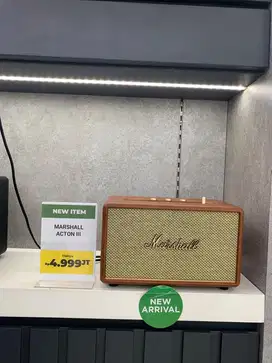 NEW ITEM
MARSHALL
ACTON III
4.999JT
Marshall
NEW
ARRIVAL